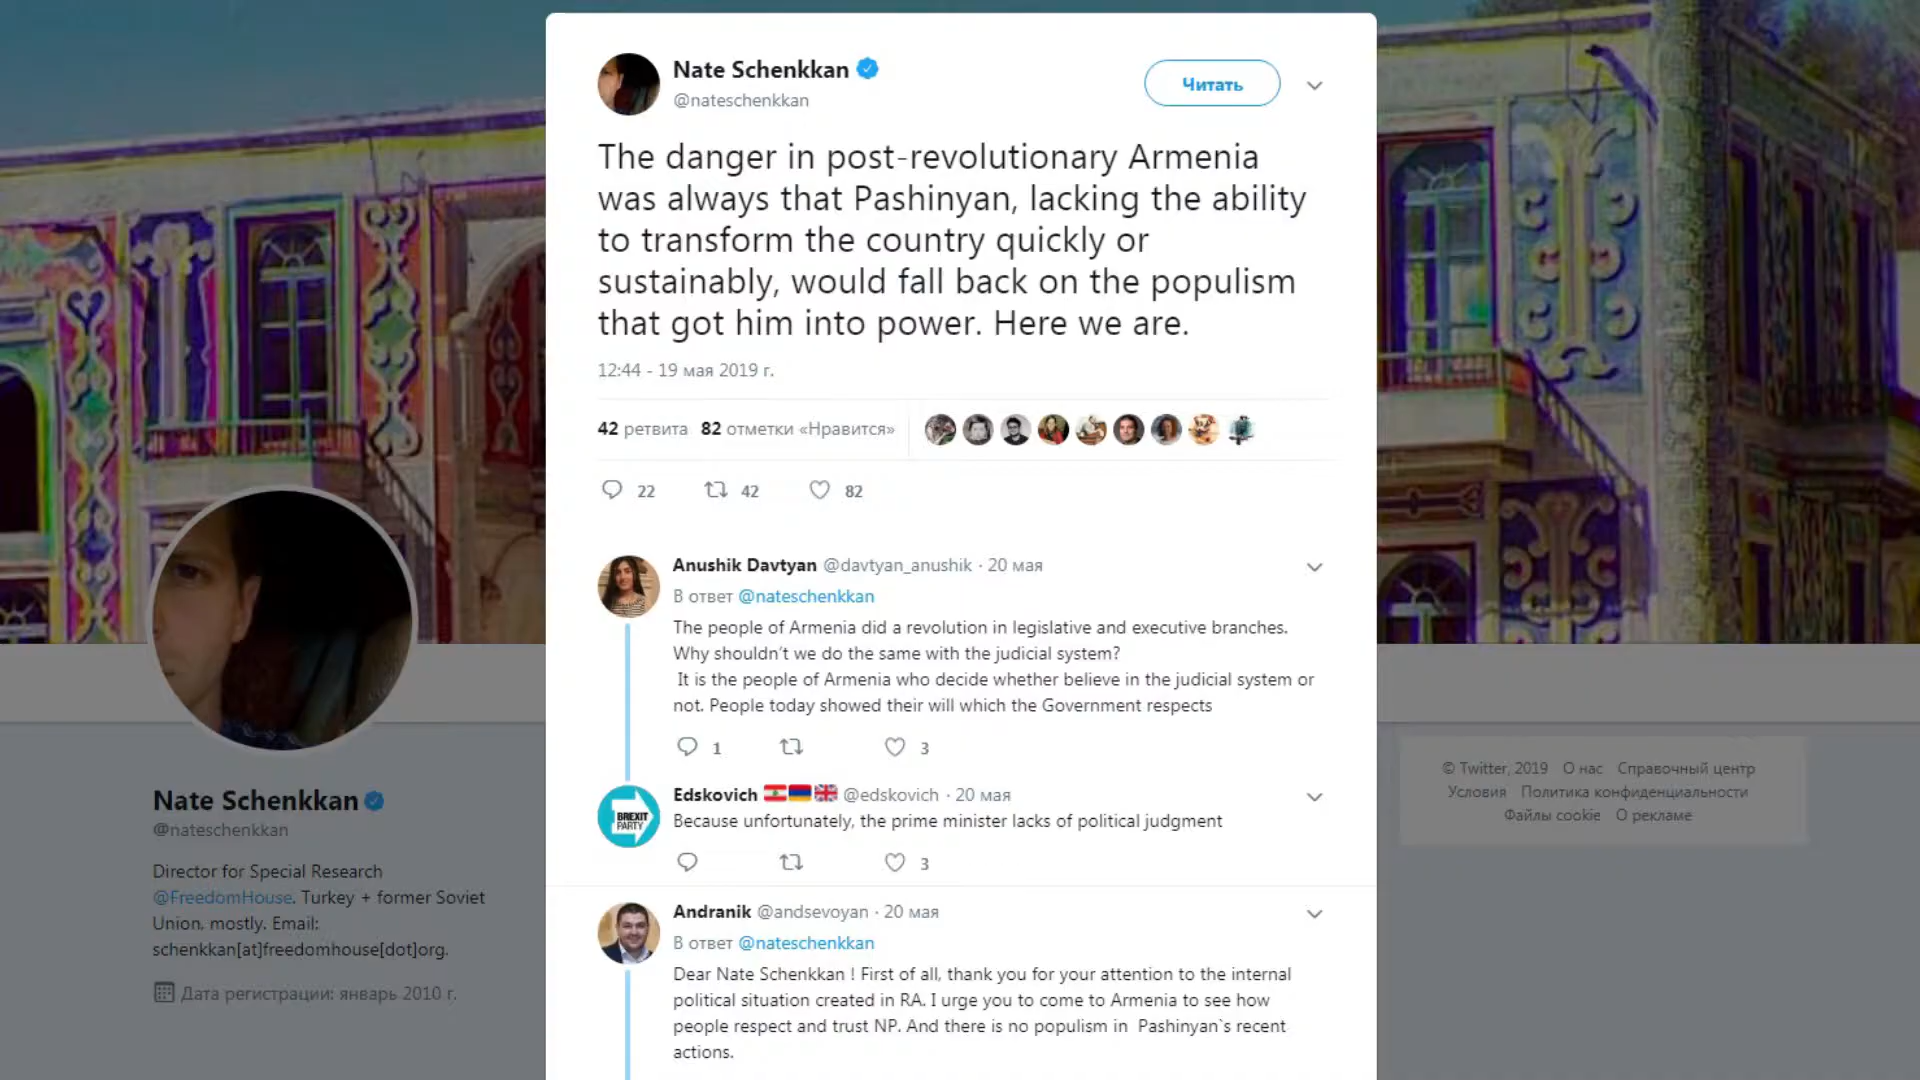 Nate Schenkkan
@nateschenkkan
Читать
The danger in post-revolutionary Armenia
was always that Pashinyan, lacking the ability
to transform the country quickly or
sustainably, would fall back on the populism
that got him into power. Here we are.
12:44 - 19 мая 2019 г.
42 ретвита 82 отметки «Нравится»
22 42 82
Anushik Davtyan @davtyan_anushik · 20 мая
В ответ @nateschenkkan
The people of Armenia did a revolution in legislative and executive branches.
Why shouldn't we do the same with the judicial system?
It is the people of Armenia who decide whether believe in the judicial system or
not. People today showed their will which the Government respects
1 3
Edskovich @edskovich · 20 мая
BREXIT
PARTY
Because unfortunately, the prime minister lacks of political judgment
3
Andranik @andsevoyan · 20 мая
В ответ @nateschenkkan
Dear Nate Schenkkan ! First of all, thank you for your attention to the internal
political situation created in RA. I urge you to come to Armenia to see how
people respect and trust NP. And there is no populism in Pashinyan`s recent
actions.
Nate Schenkkan
@nateschenkkan
Director for Special Research
@FreedomHouse. Turkey + former Soviet
Union, mostly. Email:
schenkkan[at]freedomhouse[dot]org.
Дата регистрации: январь 2010 г.
© Twitter, 2019 О нас Справочный центр
Условия Политика конфиденциальности
Файлы cookie О рекламе